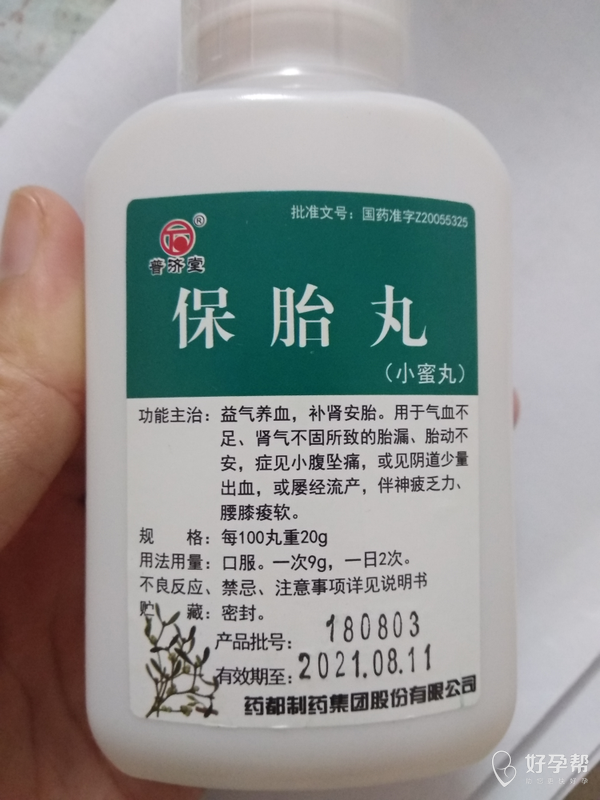 批准文号：国药准字Z20055325
®
普济堂
保胎丸
（小蜜丸）
功能主治：益气养血，补肾安胎。用于气血不
足、肾气不固所致的胎漏、胎动不
安，症见小腹坠痛，或见阴道少量
出血，或屡经流产，伴神疲乏力、
腰膝痠软。
规 格：每100丸重20g
用法用量：口服。一次9g，一日2次。
不良反应、禁忌、注意事项详见说明书
贮 藏：密封。
产品批号：180803
有效期至：2021.08.11
药都制药集团股份有限公司
好孕帮